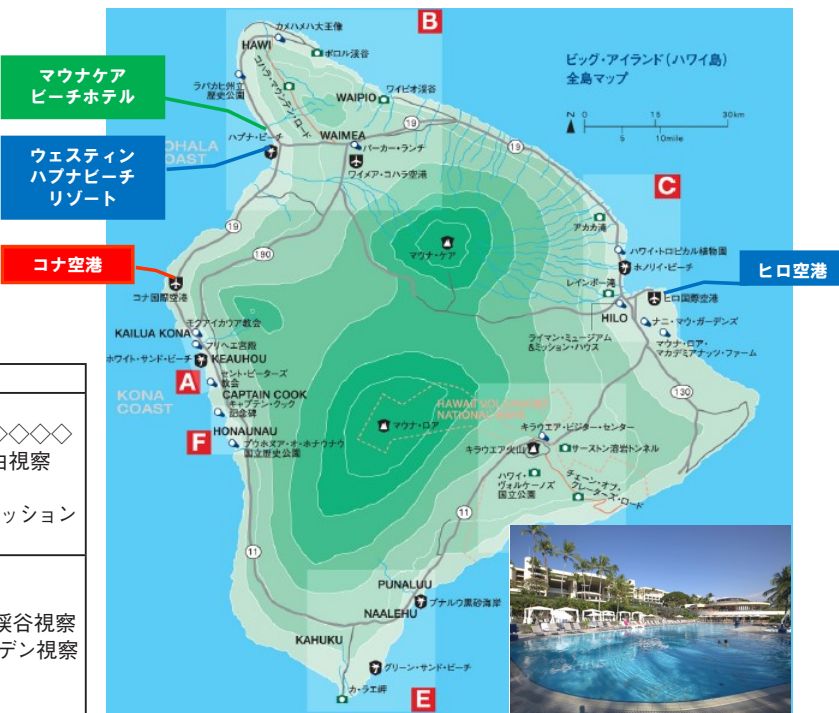 カメハメハ大王像
B
HAWI
ポロル渓谷
マウナケア
ビーチホテル
ラパカヒ州立
歴史公園
コハラ・マウンテン・ロード
ワイピオ渓谷
WAIPIO
ビッグ・アイランド(ハワイ島)
全島マップ
N 0 15 30km
5 10mile
19
ハプナ・ビーチ
WAIMEA
パーカー・ランチ
19
OHALA
COAST
ワイメア・コハラ空港
ウェスティン
ハプナビーチ
リゾート
C
アカカ滝
19
190
マウナ・ケア
ハワイ・トロピカル植物園
ホノリイ・ビーチ
コナ空港
ヒロ空港
コナ国際空港
レインボー滝
ヒロ国際空港
HILO
ナニ・マウ・ガーデンズ
ライマン・ミュージアム
&ミッション・ハウス
マウナ・ロア・
マカデミアナッツ・ファーム
モクアイカウア教会
KAILUA KONA
フリヘエ宮殿
ホワイト・サンド・ビーチ
KEAUHOU
A
セント・ピーターズ
教会
KONA
COAST
CAPTAIN COOK
キャプテン・クック
記念碑
130
HAWAII VOLCANOES
NATIONAL PARK
F
HONAUNAU
プウホヌア・オ・ホナウナウ
国立歴史公園
マウナ・ロア
キラウエア・ビジター・センター
キラウエア火山
サーストン溶岩トンネル
ハワイ・
ヴォルケーノズ
国立公園
チェーン・オブ・
クレーターズ・ロード
◇◇◇◇
視察
ッション
11
11
PUNALUU
プナルウ黒砂海岸
NAALEHU
渓谷視察
デン視察
KAHUKU
グリーン・サンド・ビーチ
カ・ラエ岬
E